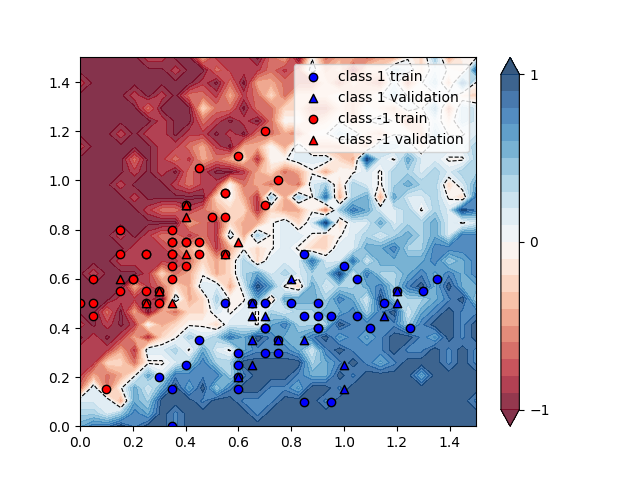 class 1 train
class 1 validation
class -1 train
class -1 validation
1.4
1.2
1.0
0.8
0.6
0.4
0.2
0.0
0.0 0.2 0.4 0.6 0.8 1.0 1.2 1.4
1
0
−1